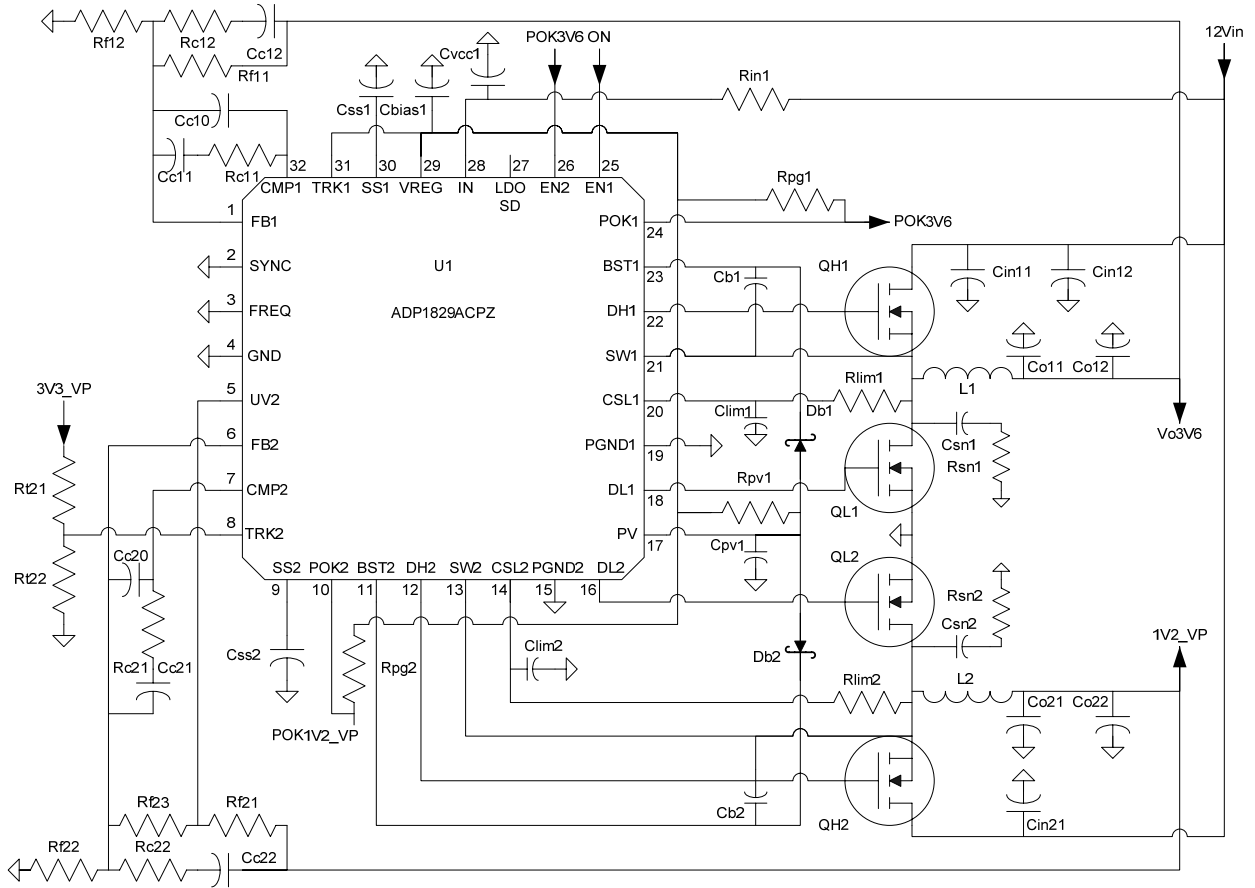 Rf12
Rc12
Cc12
Rf11
Cc10
Cc11
Rc11
Css1
Cbias1
Cvcc1
POK3V6 ON
Rin1
12Vin
32
31
30
29
28
27
26
25
CMP1
TRK1
SS1
VREG
IN
LDO
SD
EN2
EN1
Rpg1
1
FB1
POK1
24
POK3V6
2
SYNC
U1
BST1
23
Cb1
QH1
Cin11
Cin12
3
FREQ
ADP1829ACPZ
DH1
22
4
GND
SW1
21
Co11
Co12
Rlim1
L1
3V3_VP
5
UV2
CSL1
20
Clim1
Db1
Vo3V6
6
FB2
PGND1
19
Csn1
Rsn1
Rt21
7
CMP2
Rpv1
DL1
18
QL1
8
TRK2
PV
17
Cpv1
Cc20
QL2
Rt22
SS2
POK2
BST2
DH2
SW2
CSL2
PGND2
DL2
9
10
11
12
13
14
15
16
Rsn2
Csn2
1V2_VP
Css2
Rpg2
Clim2
Db2
Rc21
Cc21
Rlim2
L2
Co21
Co22
POK1V2_VP
Rf23
Rf21
Cb2
QH2
Cin21
Rf22
Rc22
Cc22